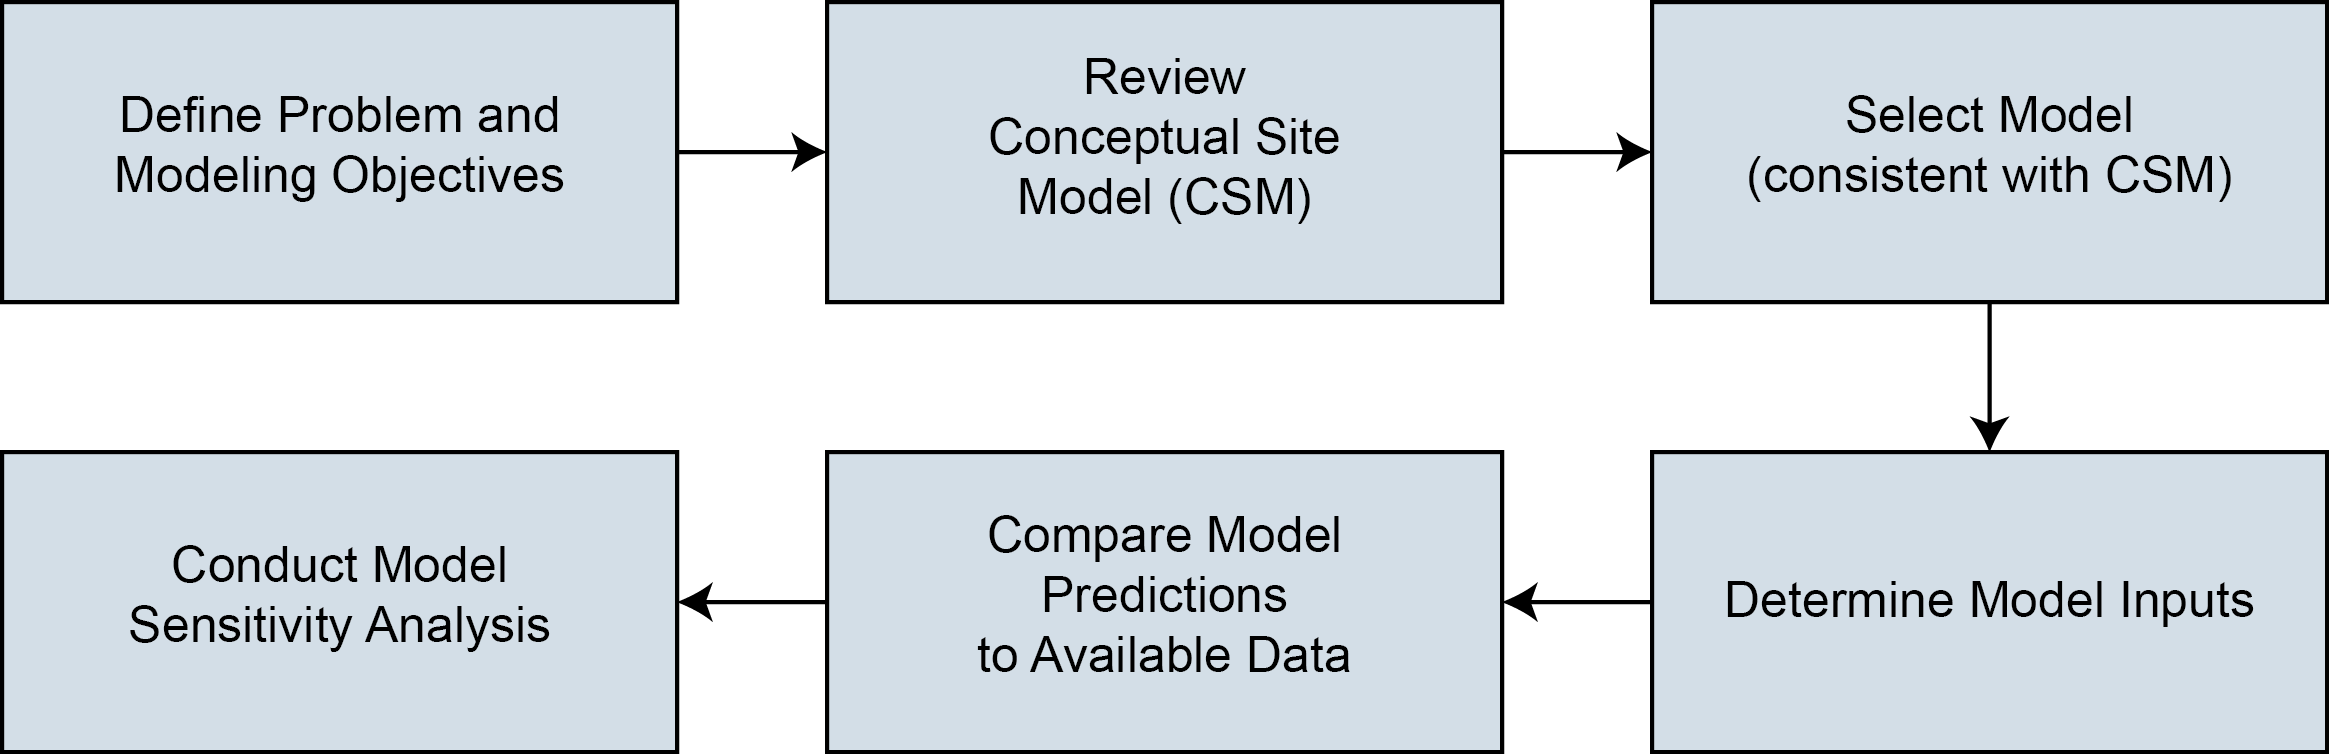 Define Problem and
Modeling Objectives
Review
Conceptual Site
Model (CSM)
Select Model
(consistent with CSM)
Determine Model Inputs
Compare Model
Predictions
to Available Data
Conduct Model
Sensitivity Analysis